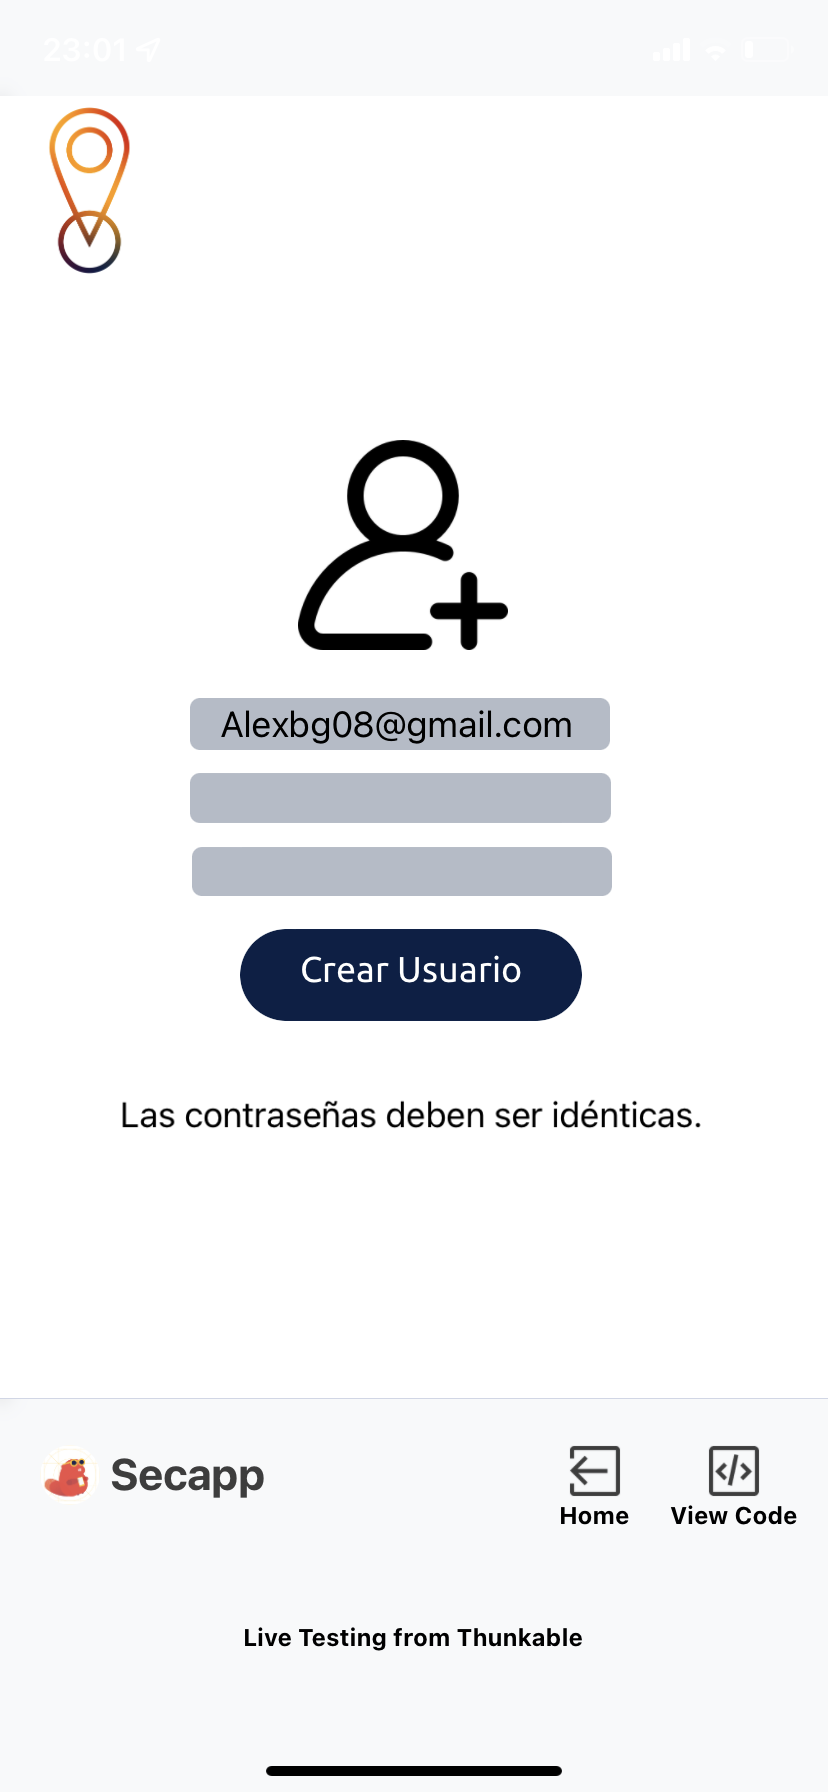 23:01
Alexbg08@gmail.com
Crear Usuario
Las contraseñas deben ser idénticas.
Secapp
Home
View Code
Live Testing from Thunkable